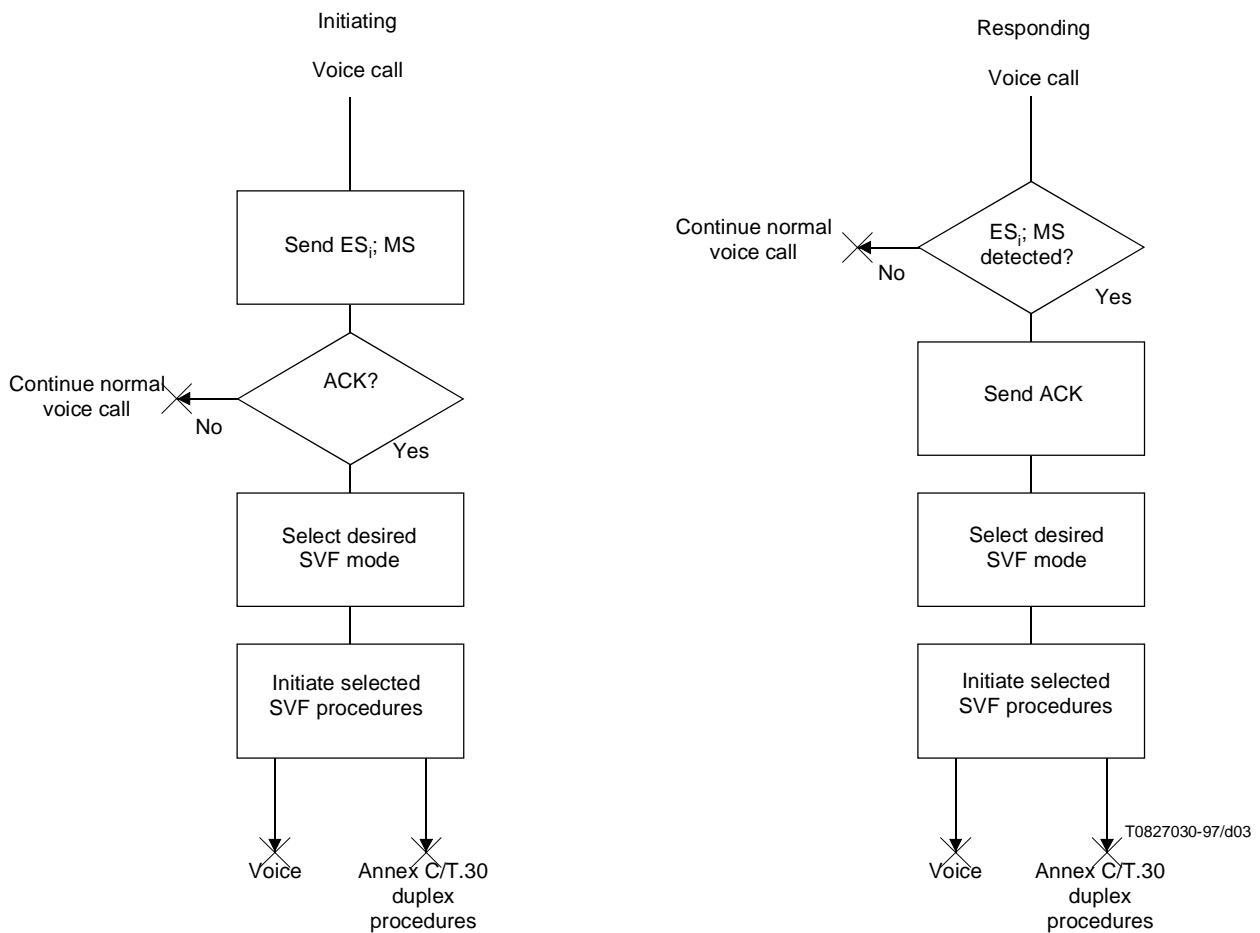 Initiating
Voice call
Send ESi; MS
ACK?
Continue normal
voice call
No
Yes
Select desired
SVF mode
Initiate selected
SVF procedures
Voice
Annex C/T.30
duplex
procedures
Responding
Voice call
ESi; MS
detected?
Continue normal
voice call
No
Yes
Send ACK
Select desired
SVF mode
Initiate selected
SVF procedures
T0827030-97/d03
Voice
Annex C/T.30
duplex
procedures